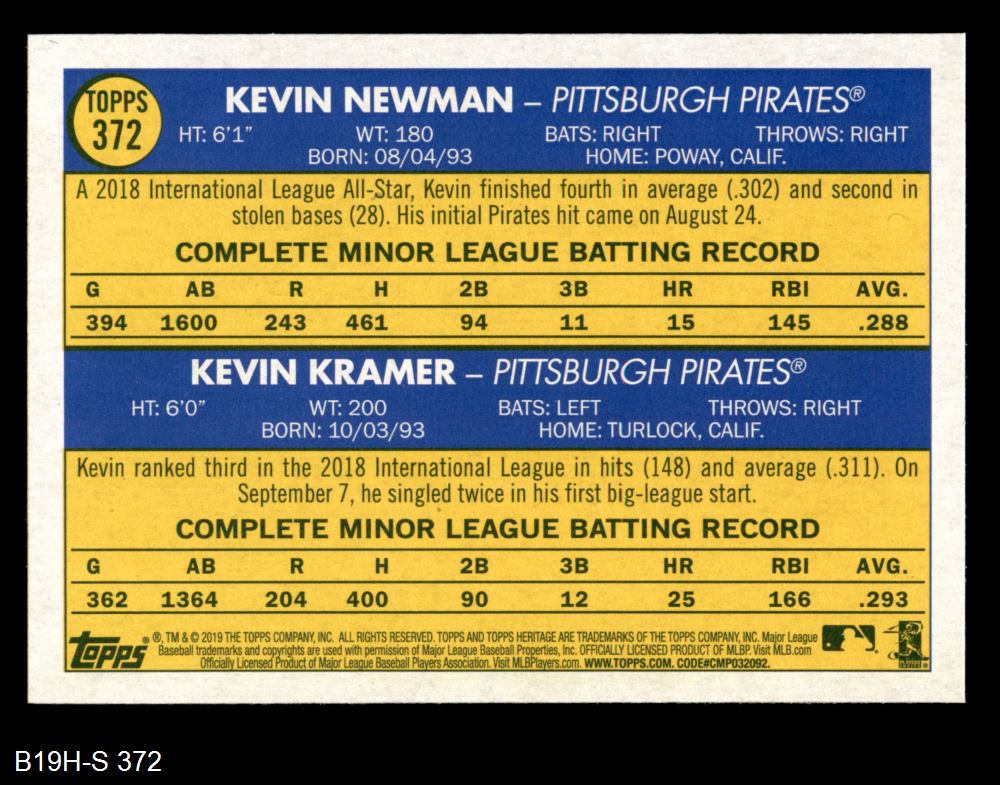 TOPPS
372
KEVIN NEWMAN – PITTSBURGH PIRATES®
HT: 6'1" WT: 180 BATS: RIGHT THROWS: RIGHT
BORN: 08/04/93 HOME: POWAY, CALIF.
A 2018 International League All-Star, Kevin finished fourth in average (.302) and second in
stolen bases (28). His initial Pirates hit came on August 24.
COMPLETE MINOR LEAGUE BATTING RECORD
G AB R H 2B 3B HR RBI AVG.
394 1600 243 461 94 11 15 145 .288
KEVIN KRAMER – PITTSBURGH PIRATES®
HT: 6'0" WT: 200 BATS: LEFT THROWS: RIGHT
BORN: 10/03/93 HOME: TURLOCK, CALIF.
Kevin ranked third in the 2018 International League in hits (148) and average (.311). On
September 7, he singled twice in his first big-league start.
COMPLETE MINOR LEAGUE BATTING RECORD
G AB R H 2B 3B HR RBI AVG.
362 1364 204 400 90 12 25 166 .293
Topps® ®, TM & © 2019 THE TOPPS COMPANY, INC. ALL RIGHTS RESERVED. TOPPS AND TOPPS HERITAGE ARE TRADEMARKS OF THE TOPPS COMPANY, INC. Major League
Baseball trademarks and copyrights are used with permission of Major League Baseball Properties, Inc. OFFICIALLY LICENSED PRODUCT OF MLBP. Visit MLB.com
Officially Licensed Product of Major League Baseball Players Association. Visit MLBPlayers.com. WWW.TOPPS.COM. CODE#CMP032092.
B19H-S 372